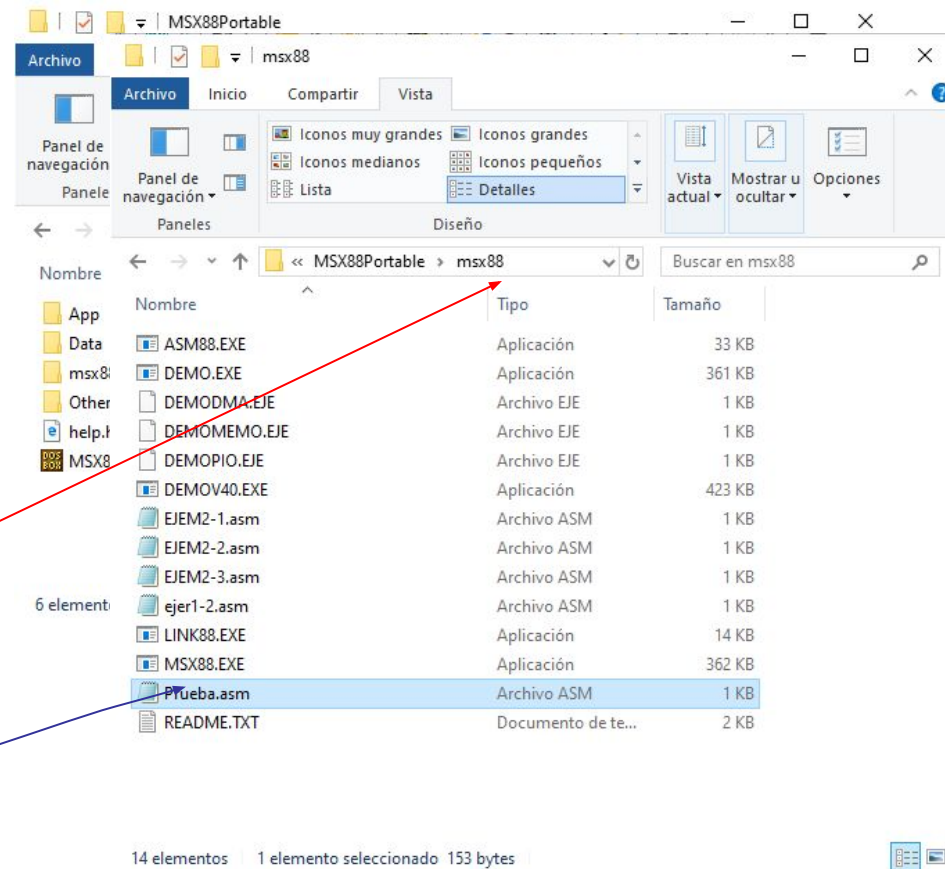 MSX88Portable
Archivo
msx88
Archivo Inicio Compartir Vista
Panel de navegación
Panele
Panel de navegación
Iconos muy grandes Iconos grandes
Iconos medianos Iconos pequeños
Lista Detalles
Vista actual
Mostrar u ocultar
Opciones
Paneles Diseño
« MSX88Portable › msx88 Buscar en msx88
Nombre
App
Data
msx8
Other
help.h
MSX8
6 element
Nombre Tipo Tamaño
ASM88.EXE Aplicación 33 KB
DEMO.EXE Aplicación 361 KB
DEMODMA.EJE Archivo EJE 1 KB
DEMOMEMO.EJE Archivo EJE 1 KB
DEMOPIO.EJE Archivo EJE 1 KB
DEMOV40.EXE Aplicación 423 KB
EJEM2-1.asm Archivo ASM 1 KB
EJEM2-2.asm Archivo ASM 1 KB
EJEM2-3.asm Archivo ASM 1 KB
ejer1-2.asm Archivo ASM 1 KB
LINK88.EXE Aplicación 14 KB
MSX88.EXE Aplicación 362 KB
Prueba.asm Archivo ASM 1 KB
README.TXT Documento de te... 2 KB
14 elementos 1 elemento seleccionado 153 bytes